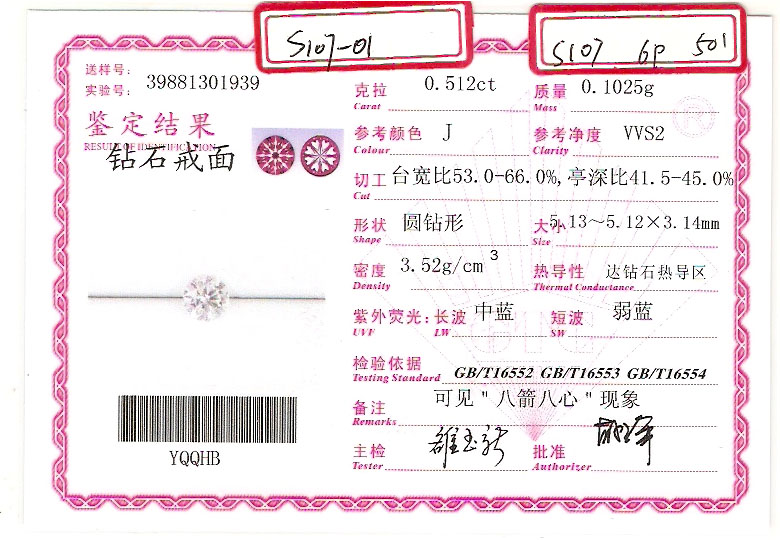 S107-01
S107 6P 501
送样号:
实验号: 39881301939
鉴定结果
RESULT OF IDENTIFICATION
钻石戒面
YQQHB
克拉 0.512ct 质量 0.1025g
Carat Mass
参考颜色 J 参考净度 VVS2
Colour Clarity
切工 台宽比53.0-66.0%,亭深比41.5-45.0%
Cut
形状 圆钻形 大小 5.13~5.12×3.14mm
Shape Size
密度 3.52g/cm³ 热导性 达钻石热导区
Density Thermal Conductance
紫外荧光: 长波 中蓝 短波 弱蓝
UVF LW SW
检验依据 GB/T16552 GB/T16553 GB/T16554
Testing Standard
备注 可见"八箭八心"现象
Remarks
主检 批准
Tester Authorizer